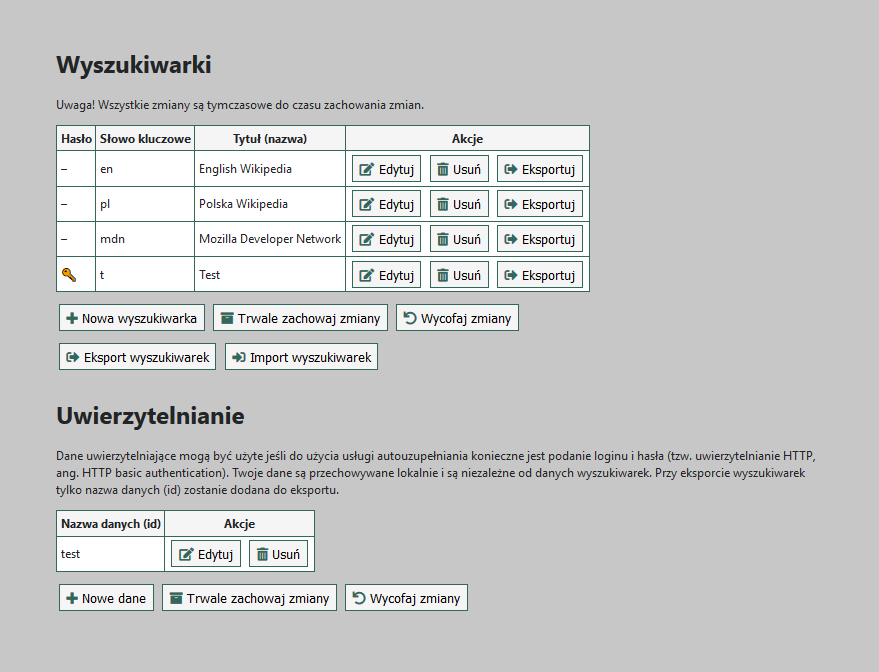 Wyszukiwarki
Uwaga! Wszystkie zmiany są tymczasowe do czasu zachowania zmian.
Hasło Słowo kluczowe Tytuł (nazwa) Akcje
– en English Wikipedia Edytuj Usuń Eksportuj
– pl Polska Wikipedia Edytuj Usuń Eksportuj
– mdn Mozilla Developer Network Edytuj Usuń Eksportuj
t Test Edytuj Usuń Eksportuj
Nowa wyszukiwarka Trwale zachowaj zmiany Wycofaj zmiany
Eksport wyszukiwarek Import wyszukiwarek
Uwierzytelnianie
Dane uwierzytelniające mogą być użyte jeśli do użycia usługi autouzupełniania konieczne jest podanie loginu i hasła (tzw. uwierzytelnianie HTTP,
ang. HTTP basic authentication). Twoje dane są przechowywane lokalnie i są niezależne od danych wyszukiwarek. Przy eksporcie wyszukiwarek
tylko nazwa danych (id) zostanie dodana do eksportu.
Nazwa danych (id) Akcje
test Edytuj Usuń
Nowe dane Trwale zachowaj zmiany Wycofaj zmiany